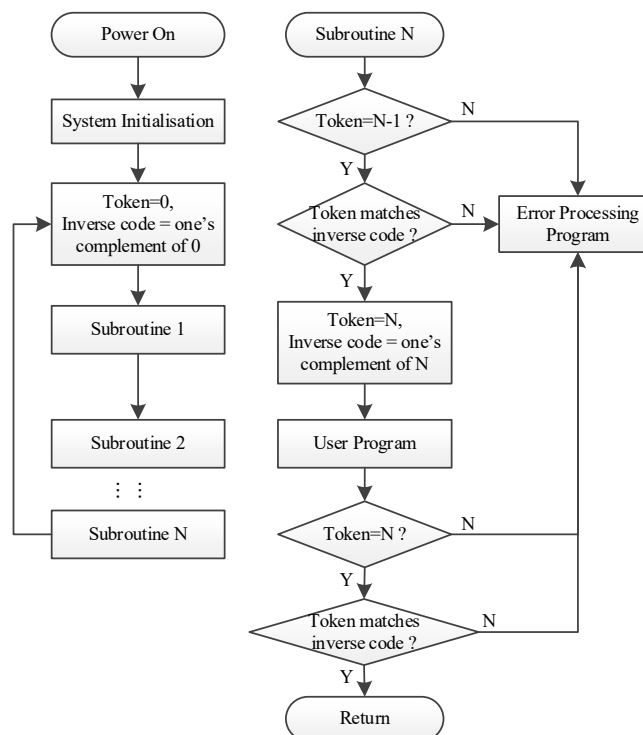 Power On
System Initialisation
Token=0,
Inverse code = one’s
complement of 0
Subroutine 1
Subroutine 2
⋮ ⋮
Subroutine N
Subroutine N
Token=N-1 ?
N
Y
Token matches
inverse code ?
N
Error Processing
Program
Y
Token=N,
Inverse code = one’s
complement of N
User Program
Token=N ?
N
Y
Token matches
inverse code ?
N
Y
Return